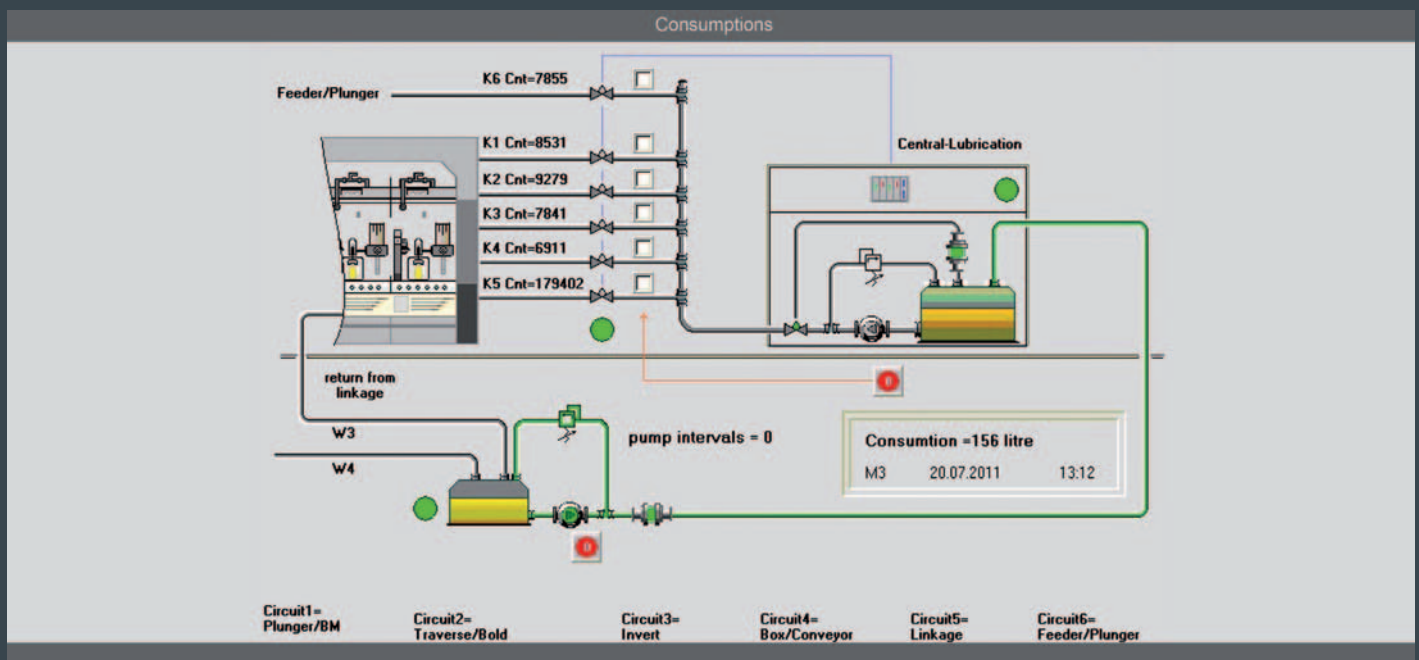 Consumptions
K6 Cnt=7855
Feeder/Plunger
K1 Cnt=8531
Central-Lubrication
K2 Cnt=9279
K3 Cnt=7841
K4 Cnt=6911
K5 Cnt=179402
0
return from
linkage
W3
pump intervals = 0
Consumtion =156 litre
W4
M3 20.07.2011 13:12
0
Circuit1=
Plunger/BM
Circuit2=
Traverse/Bold
Circuit3=
Invert
Circuit4=
Box/Conveyor
Circuit5=
Linkage
Circuit6=
Feeder/Plunger